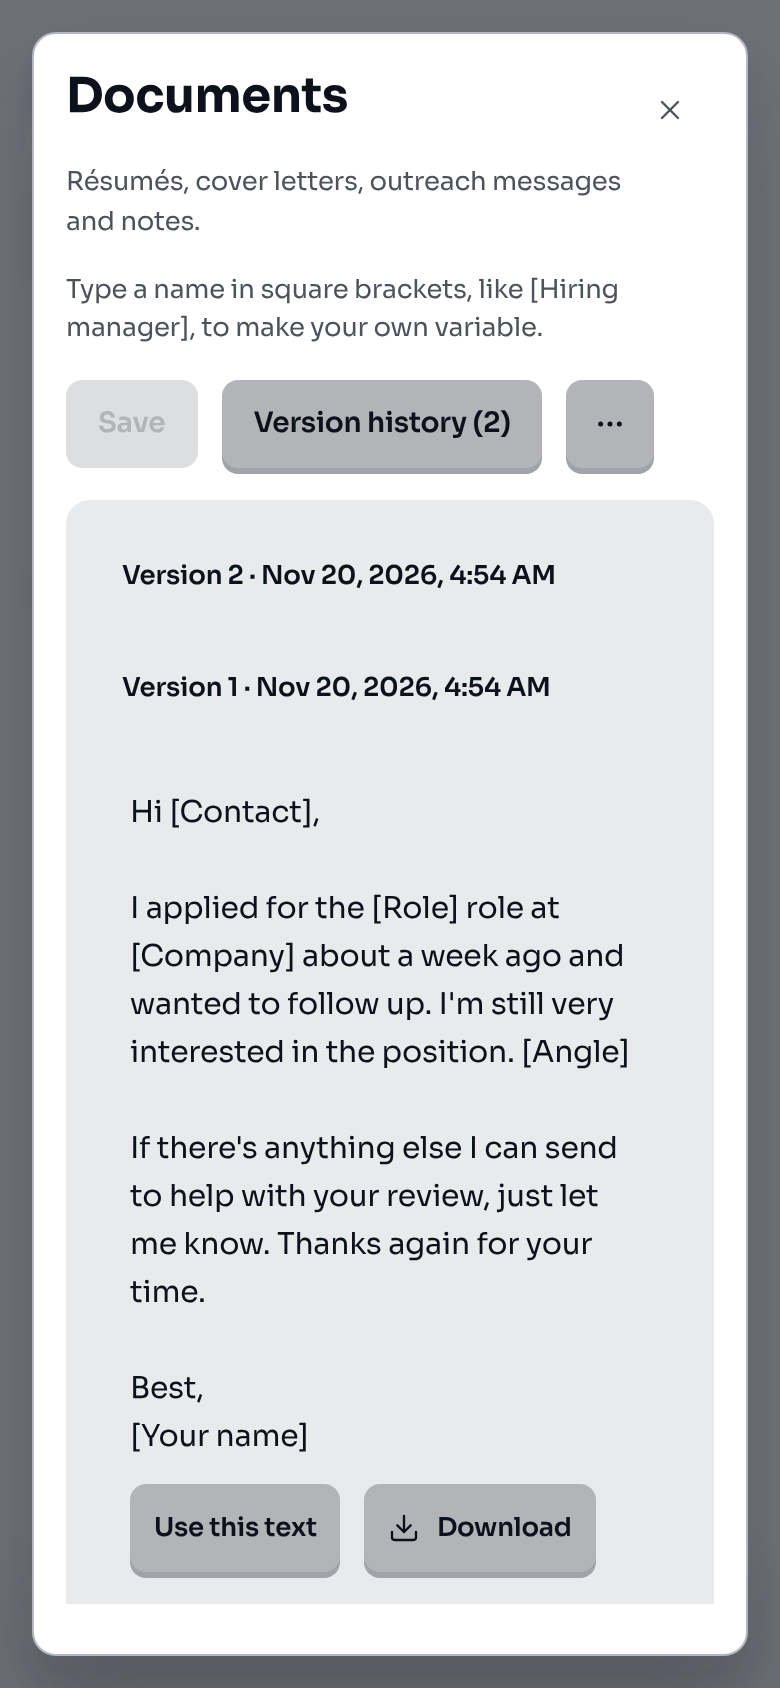 Documents
Résumés, cover letters, outreach messages
and notes.
Type a name in square brackets, like [Hiring
manager], to make your own variable.
Save
Version history (2)
...
Version 2 · Nov 20, 2026, 4:54 AM
Version 1 · Nov 20, 2026, 4:54 AM
Hi [Contact],
I applied for the [Role] role at
[Company] about a week ago and
wanted to follow up. I'm still very
interested in the position. [Angle]
If there's anything else I can send
to help with your review, just let
me know. Thanks again for your
time.
Best,
[Your name]
Use this text
Download